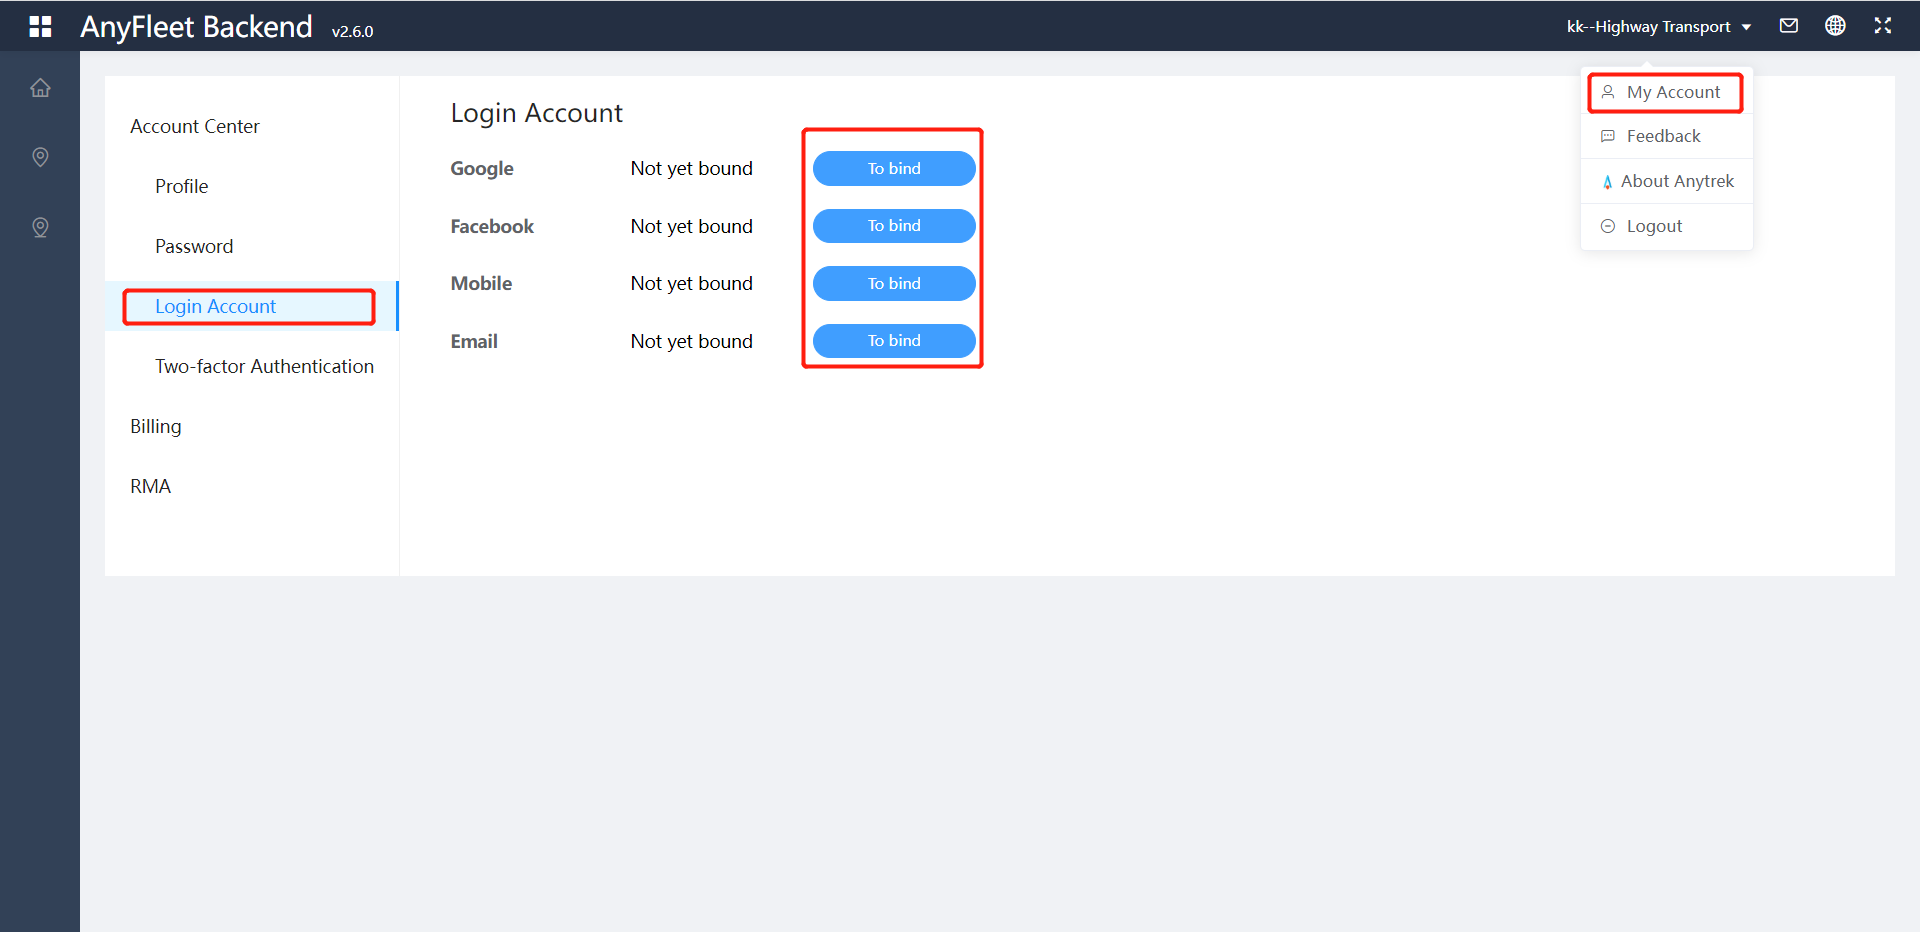 AnyFleet Backend v2.6.0
kk--Highway Transport
My Account
Feedback
About Anytrek
Logout
Account Center
Profile
Password
Login Account
Two-factor Authentication
Billing
RMA
Login Account
Google Not yet bound To bind
Facebook Not yet bound To bind
Mobile Not yet bound To bind
Email Not yet bound To bind